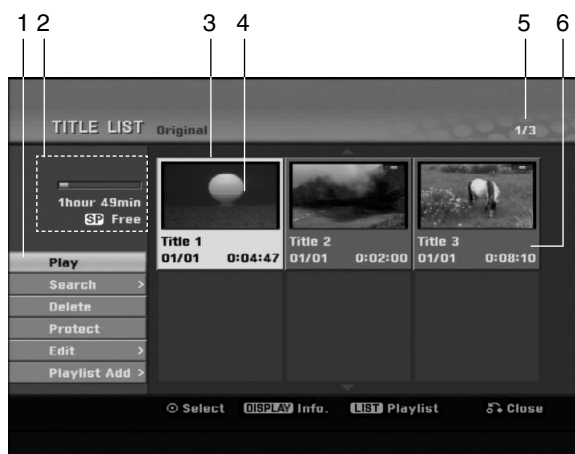 1 2 3 4 5 6
TITLE LIST Original 1/3
1hour 49min
SP Free
Title 1 Title 2 Title 3
01/01 0:04:47 01/01 0:02:00 01/01 0:08:10
Play
Search >
Delete
Protect
Edit >
Playlist Add >
Select DISPLAY Info. LIST Playlist Close